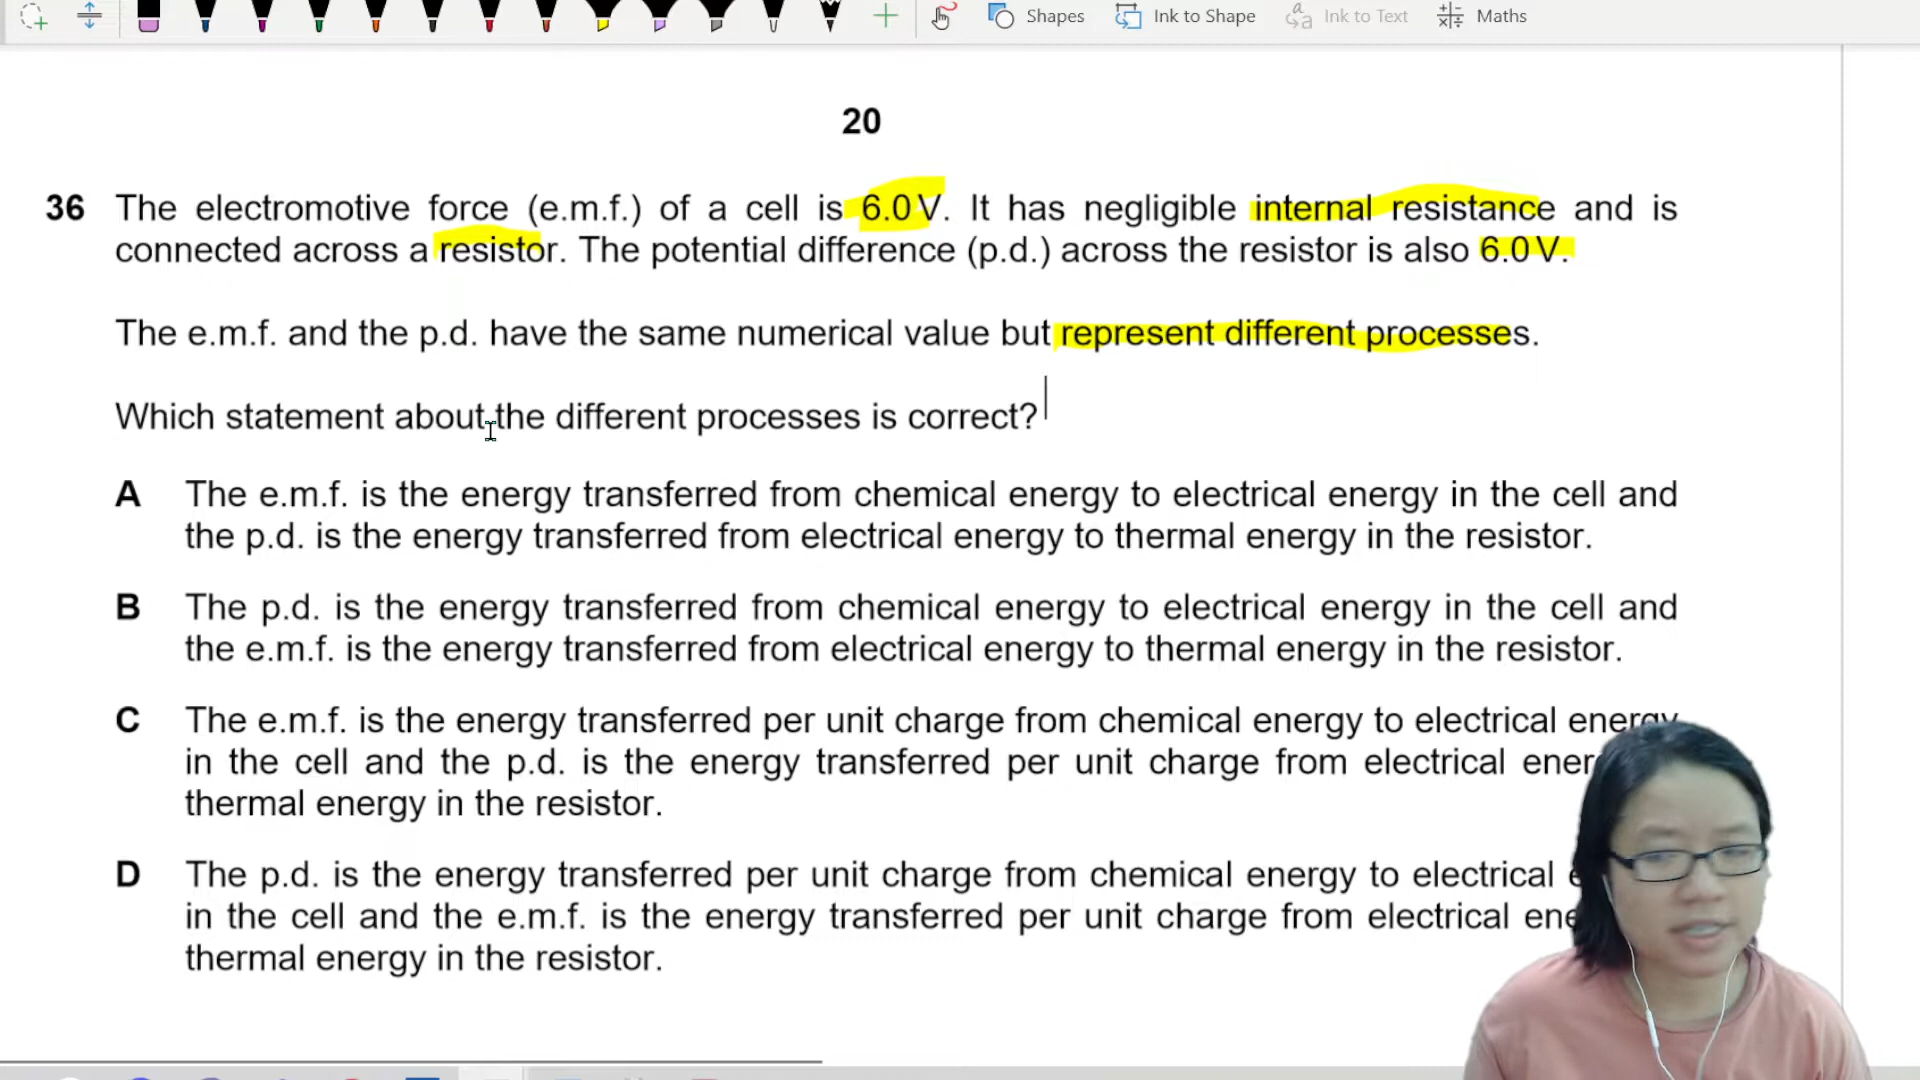 Shapes Ink to Shape Ink to Text Maths
20
36 The electromotive force (e.m.f.) of a cell is 6.0 V. It has negligible internal resistance and is
connected across a resistor. The potential difference (p.d.) across the resistor is also 6.0 V.
The e.m.f. and the p.d. have the same numerical value but represent different processes.
Which statement about the different processes is correct?
A The e.m.f. is the energy transferred from chemical energy to electrical energy in the cell and
the p.d. is the energy transferred from electrical energy to thermal energy in the resistor.
B The p.d. is the energy transferred from chemical energy to electrical energy in the cell and
the e.m.f. is the energy transferred from electrical energy to thermal energy in the resistor.
C The e.m.f. is the energy transferred per unit charge from chemical energy to electrical energy
in the cell and the p.d. is the energy transferred per unit charge from electrical
thermal energy in the resistor.
D The p.d. is the energy transferred per unit charge from chemical energy to electrical
in the cell and the e.m.f. is the energy transferred per unit charge from electrical
thermal energy in the resistor.